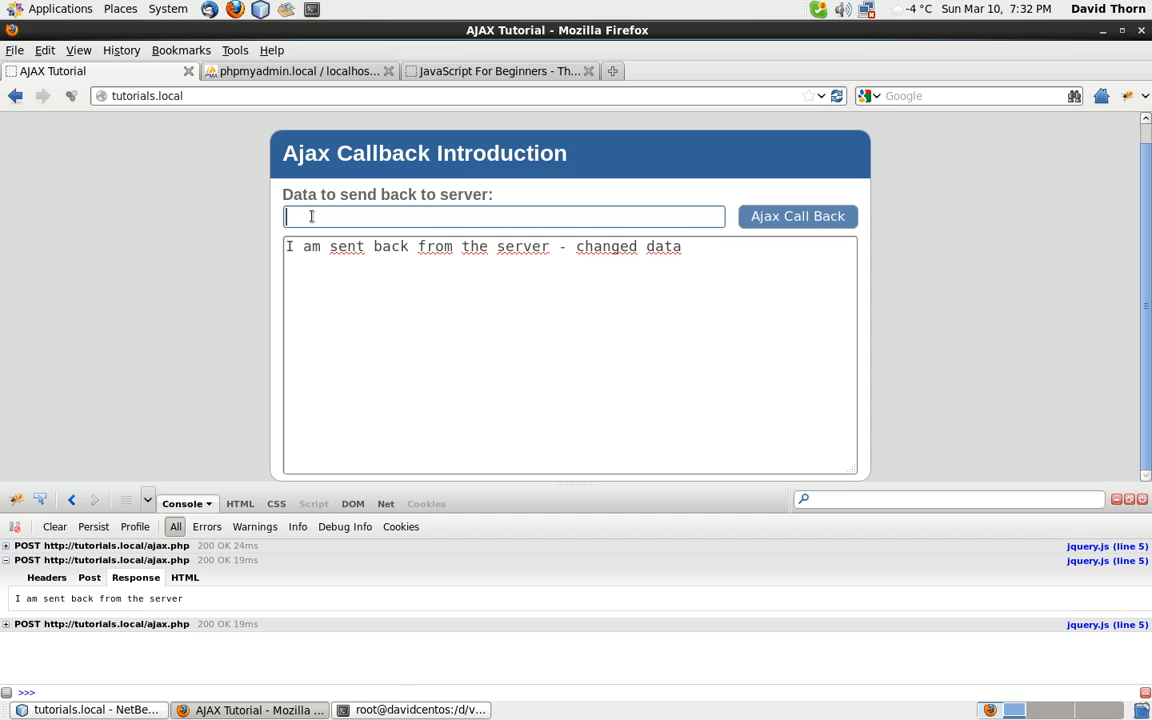 Applications Places System -4 °C Sun Mar 10, 7:32 PM David Thorn
AJAX Tutorial - Mozilla Firefox
File Edit View History Bookmarks Tools Help
AJAX Tutorial phpmyadmin.local / localhos... JavaScript For Beginners - Th...
tutorials.local Google
Ajax Callback Introduction
Data to send back to server:
Ajax Call Back
I am sent back from the server - changed data
Console HTML CSS Script DOM Net Cookies
Clear Persist Profile All Errors Warnings Info Debug Info Cookies
POST http://tutorials.local/ajax.php 200 OK 24ms jquery.js (line 5)
POST http://tutorials.local/ajax.php 200 OK 19ms jquery.js (line 5)
Headers Post Response HTML
I am sent back from the server
POST http://tutorials.local/ajax.php 200 OK 19ms jquery.js (line 5)
>>>
tutorials.local - NetBe... AJAX Tutorial - Mozilla ... root@davidcentos:/d/v...